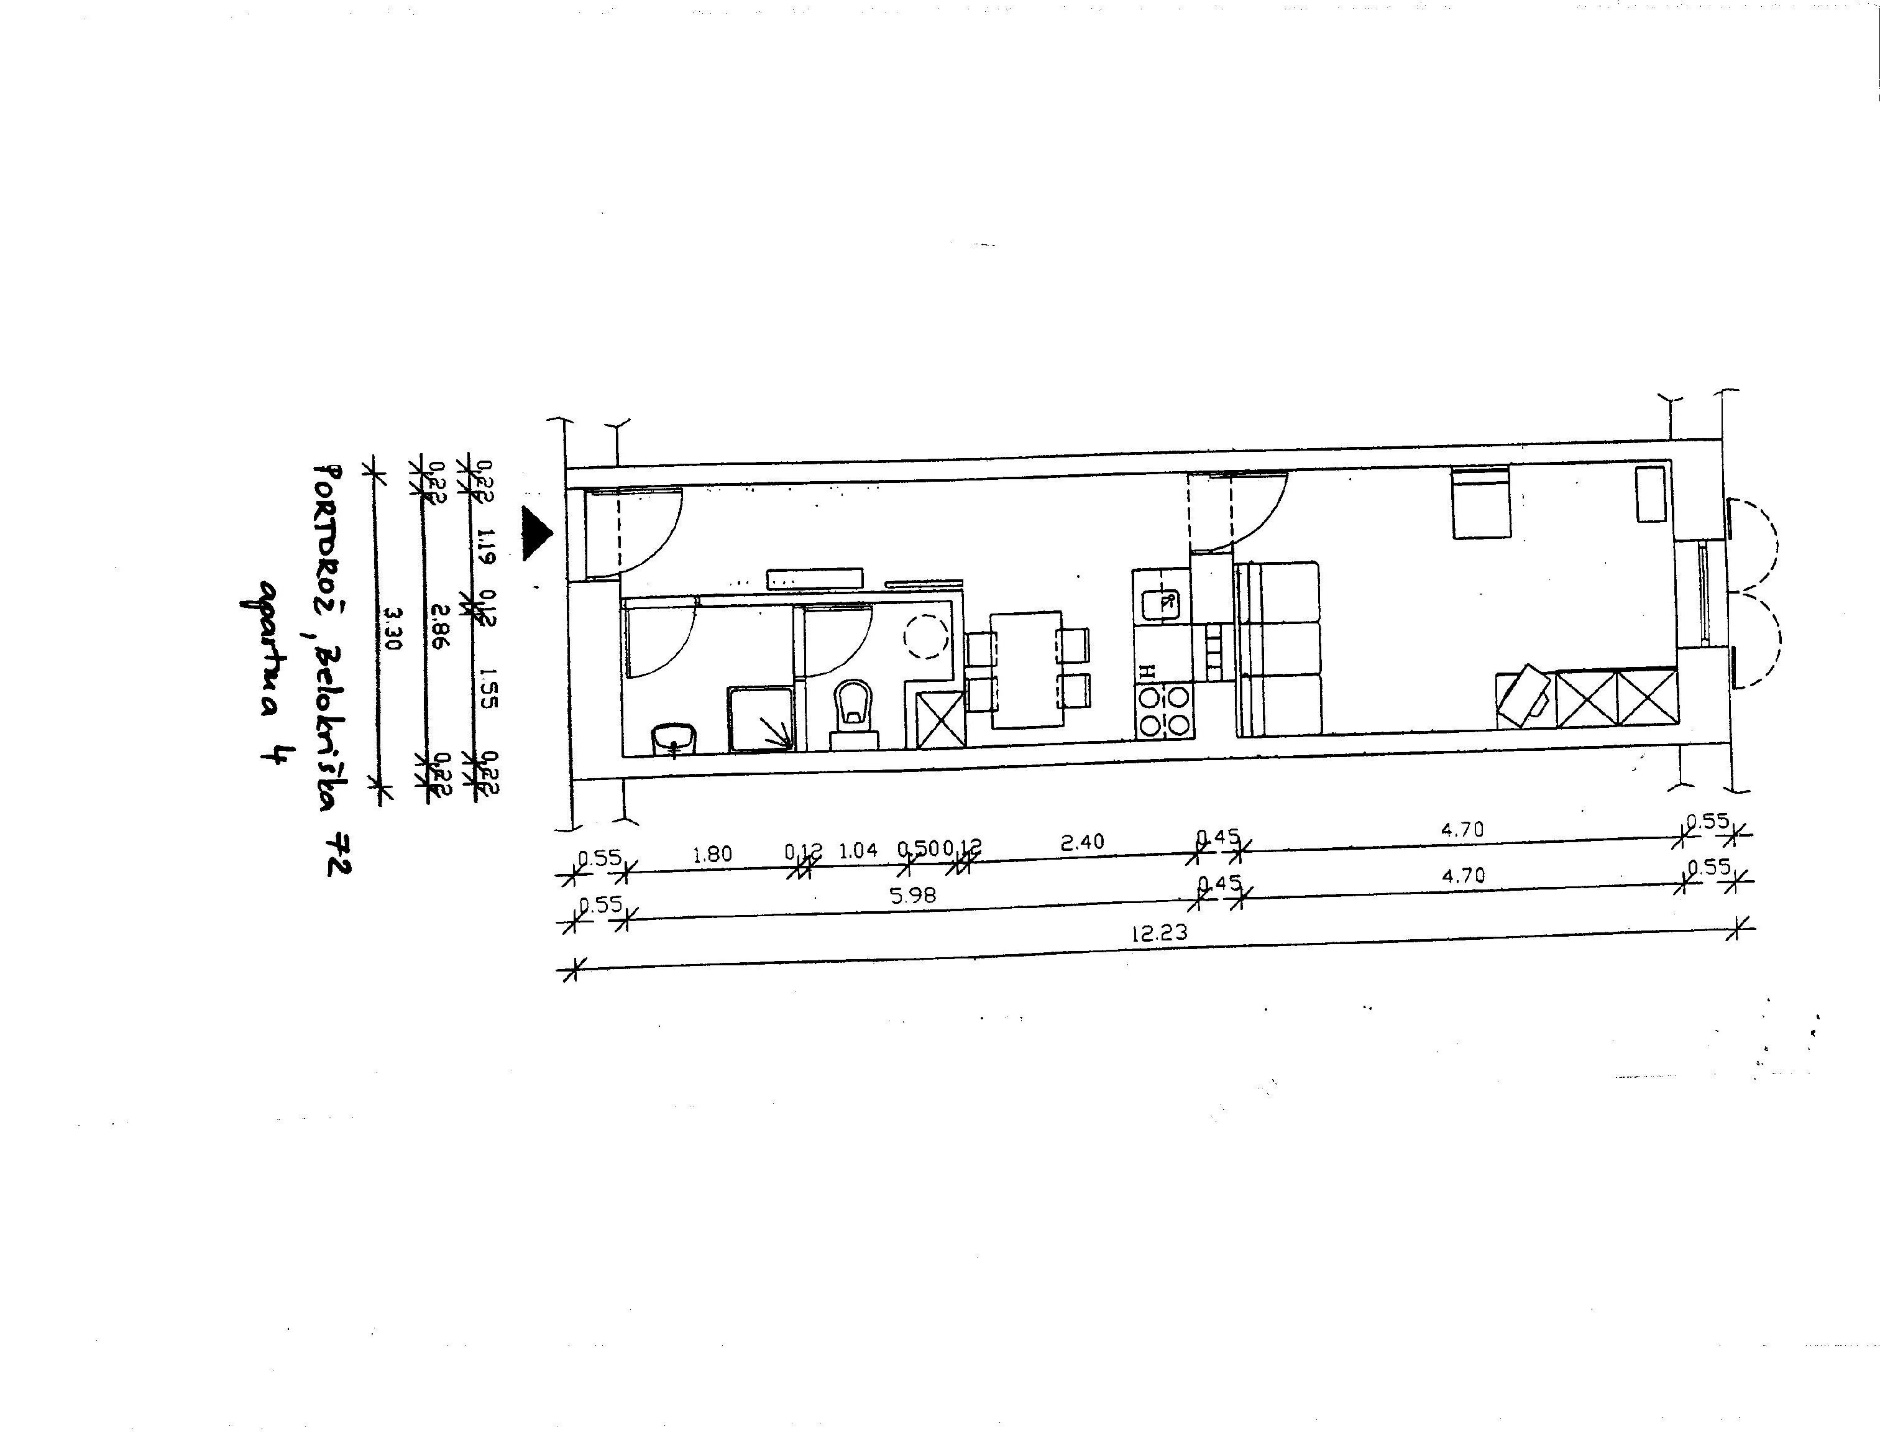 PORTOROŽ, Belokriška 72
apartma 4
0,22 1.19 0,12 1.55 0,22
0,22 2.86 0,22
3.30
H
0.55 1.80 0,12 1.04 0,50 0,12 2.40 0,45 4.70 0.55
0.55 5.98 0,45 4.70 0.55
12.23